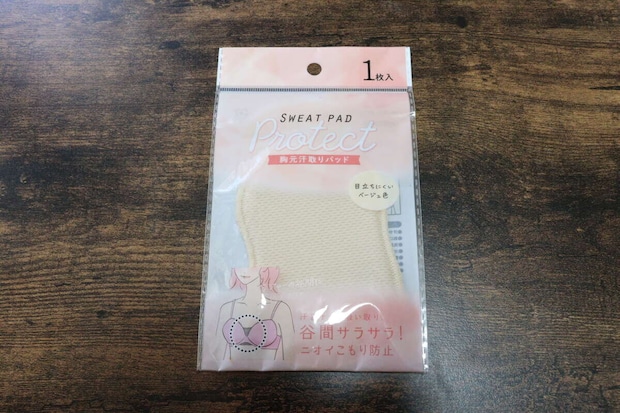 1枚入
SWEAT PAD
Protect
胸元汗取りパッド
目立ちにくい
ベージュ色
谷間サラサラ!
ニオイこもり防止